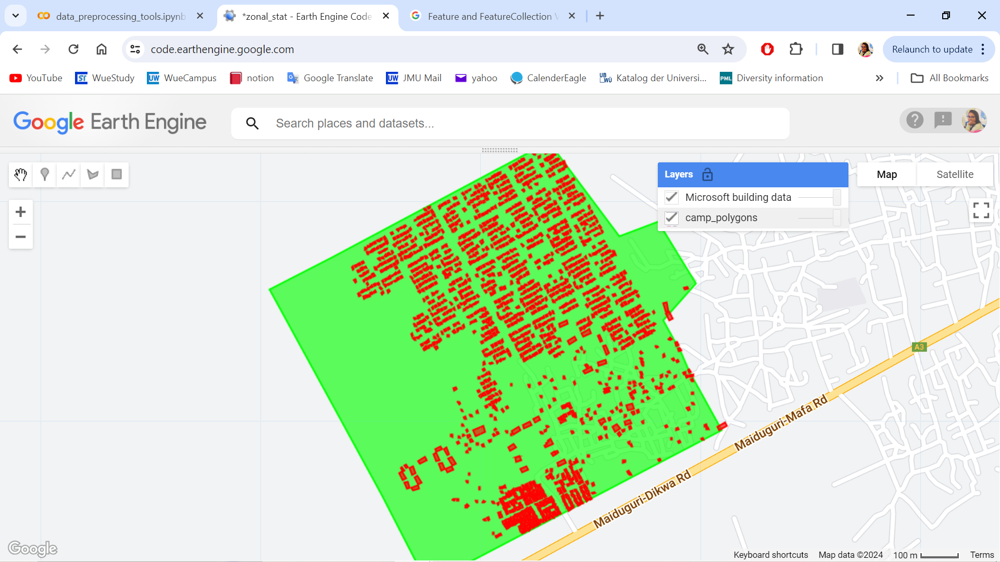 data_preprocessing_tools.ipynb
*zonal_stat - Earth Engine Code
Feature and FeatureCollection V
code.earthengine.google.com
Relaunch to update
YouTube
WueStudy
WueCampus
notion
Google Translate
JMU Mail
yahoo
CalenderEagle
Katalog der Universi...
Diversity information
All Bookmarks
Google Earth Engine
Search places and datasets...
Layers
Microsoft building data
camp_polygons
Map
Satellite
A3
Maiduguri-Mafa Rd
Maiduguri-Dikwa Rd
Google
Keyboard shortcuts
Map data ©2024
100 m
Terms